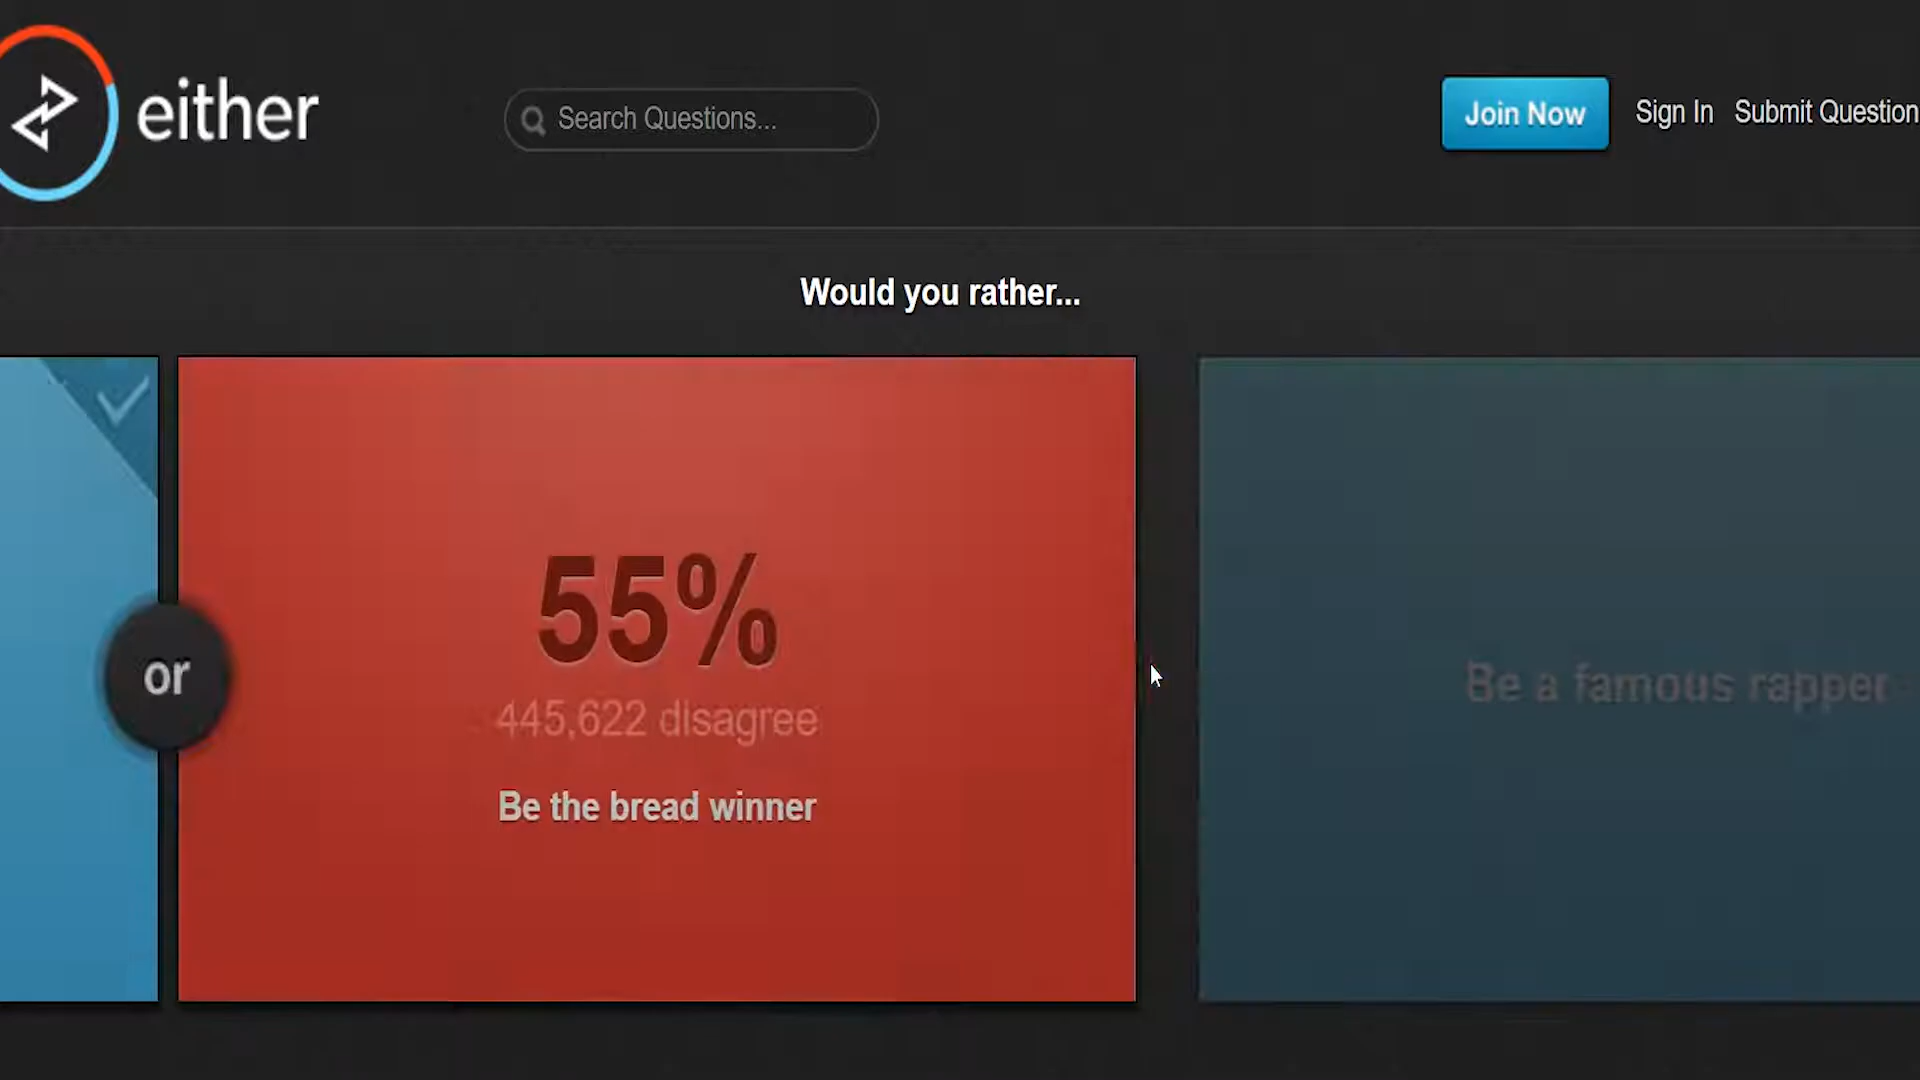 either
Search Questions...
Join Now
Sign In
Submit Question
Would you rather...
or
55%
445,622 disagree
Be the bread winner
Be a famous rapper